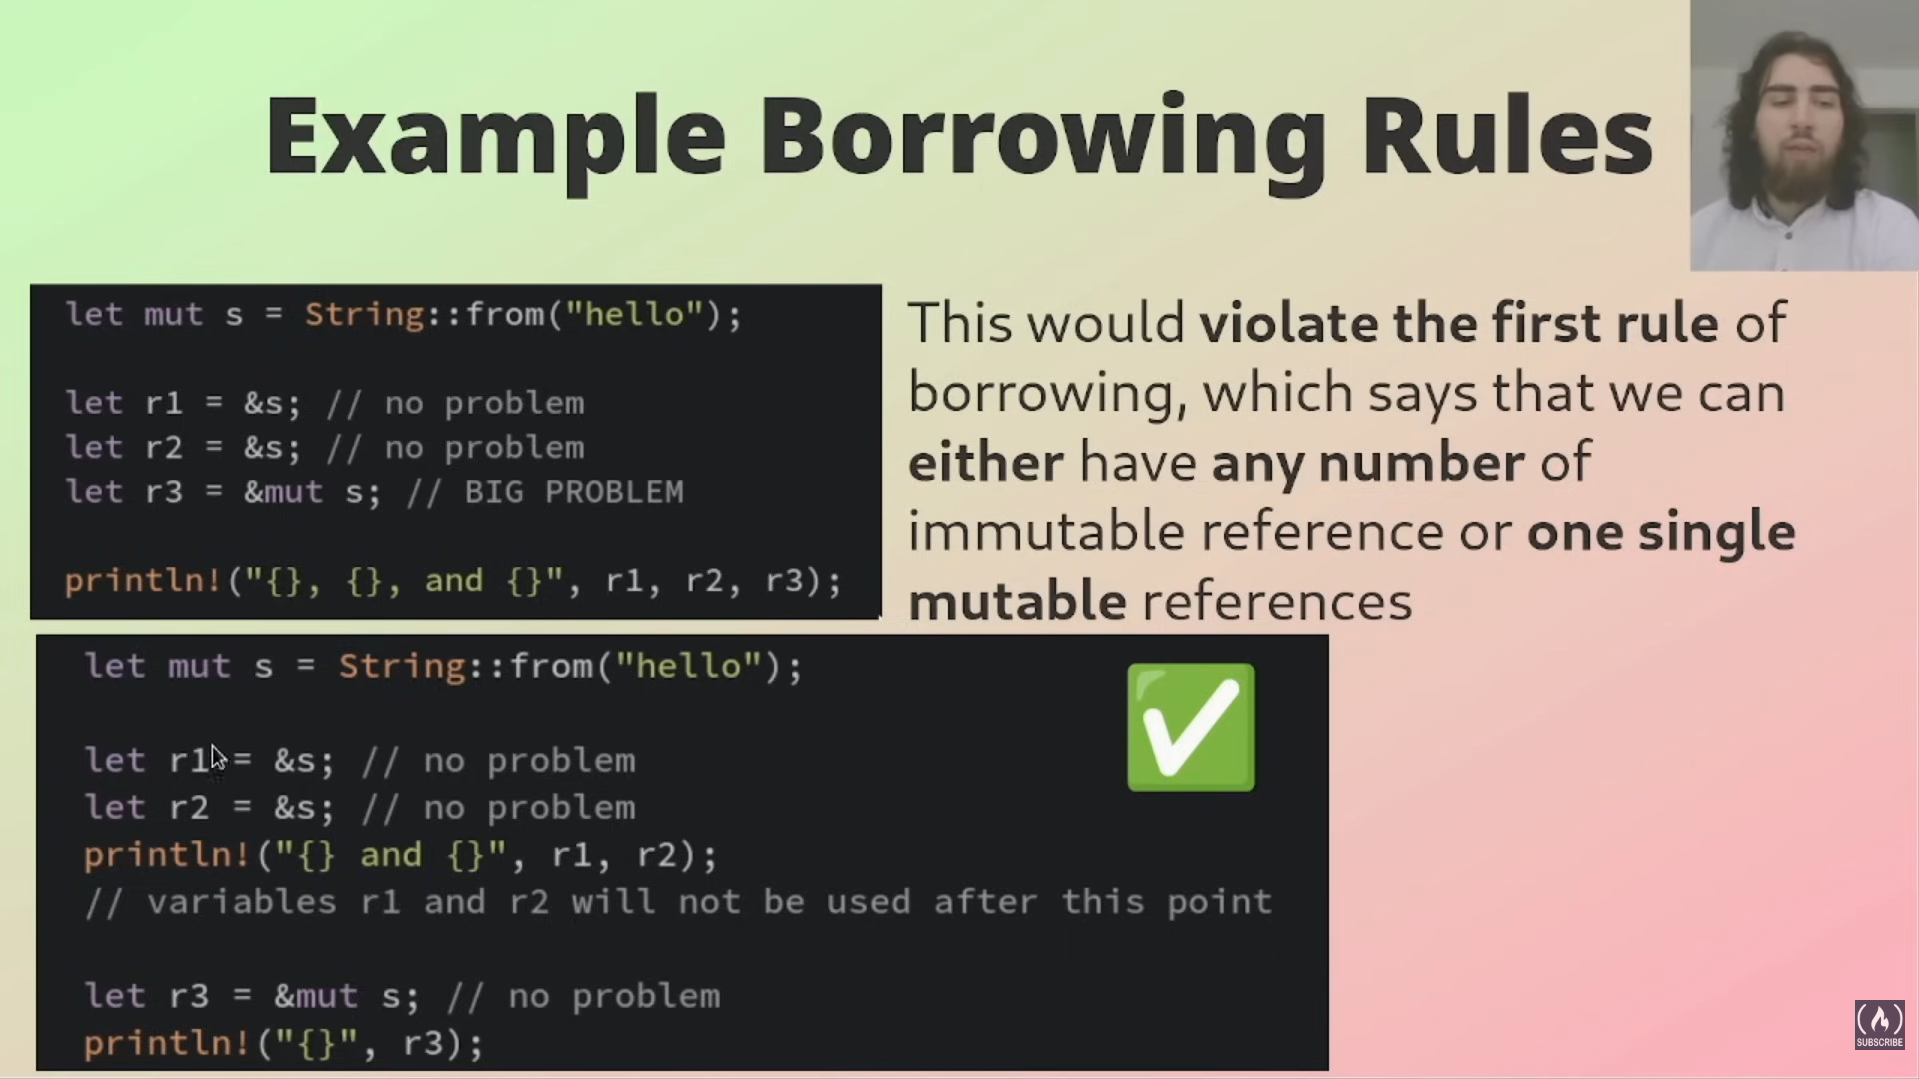 Example Borrowing Rules
let mut s = String::from("hello");
let r1 = &s; // no problem
let r2 = &s; // no problem
let r3 = &mut s; // BIG PROBLEM
println!("{}, {}, and {}", r1, r2, r3);
This would violate the first rule of
borrowing, which says that we can
either have any number of
immutable reference or one single
mutable references
let mut s = String::from("hello");
let r1 = &s; // no problem
let r2 = &s; // no problem
println!("{} and {}", r1, r2);
// variables r1 and r2 will not be used after this point
let r3 = &mut s; // no problem
println!("{}", r3);
SUBSCRIBE